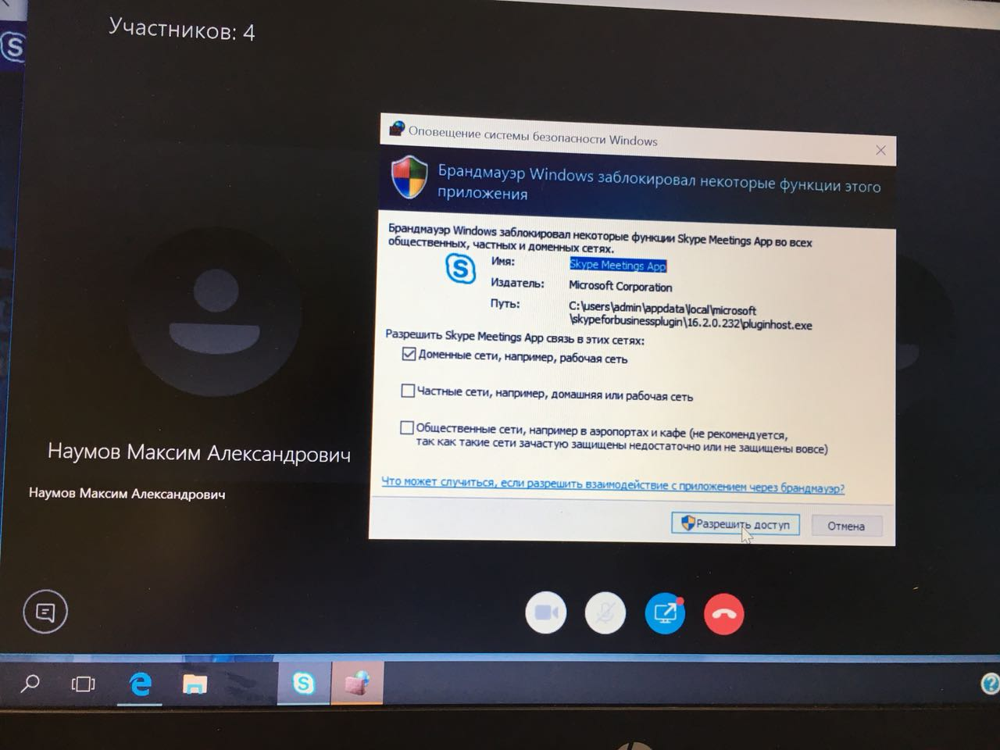 Участников: 4
Оповещение системы безопасности Windows
Брандмауэр Windows заблокировал некоторые функции этого
приложения
Брандмауэр Windows заблокировал некоторые функции Skype Meetings App во всех
общественных, частных и доменных сетях.
Имя: Skype Meetings App
Издатель: Microsoft Corporation
Путь: C:\users\admin\appdata\local\microsoft
\skypeforbusinessplugin\16.2.0.232\pluginhost.exe
Разрешить Skype Meetings App связь в этих сетях:
Доменные сети, например, рабочая сеть
Частные сети, например, домашняя или рабочая сеть
Общественные сети, например в аэропортах и кафе (не рекомендуется,
так как такие сети зачастую защищены недостаточно или не защищены вовсе)
Что может случиться, если разрешить взаимодействие с приложением через брандмауэр?
Разрешить доступ
Отмена
Наумов Максим Александрович
Наумов Максим Александрович